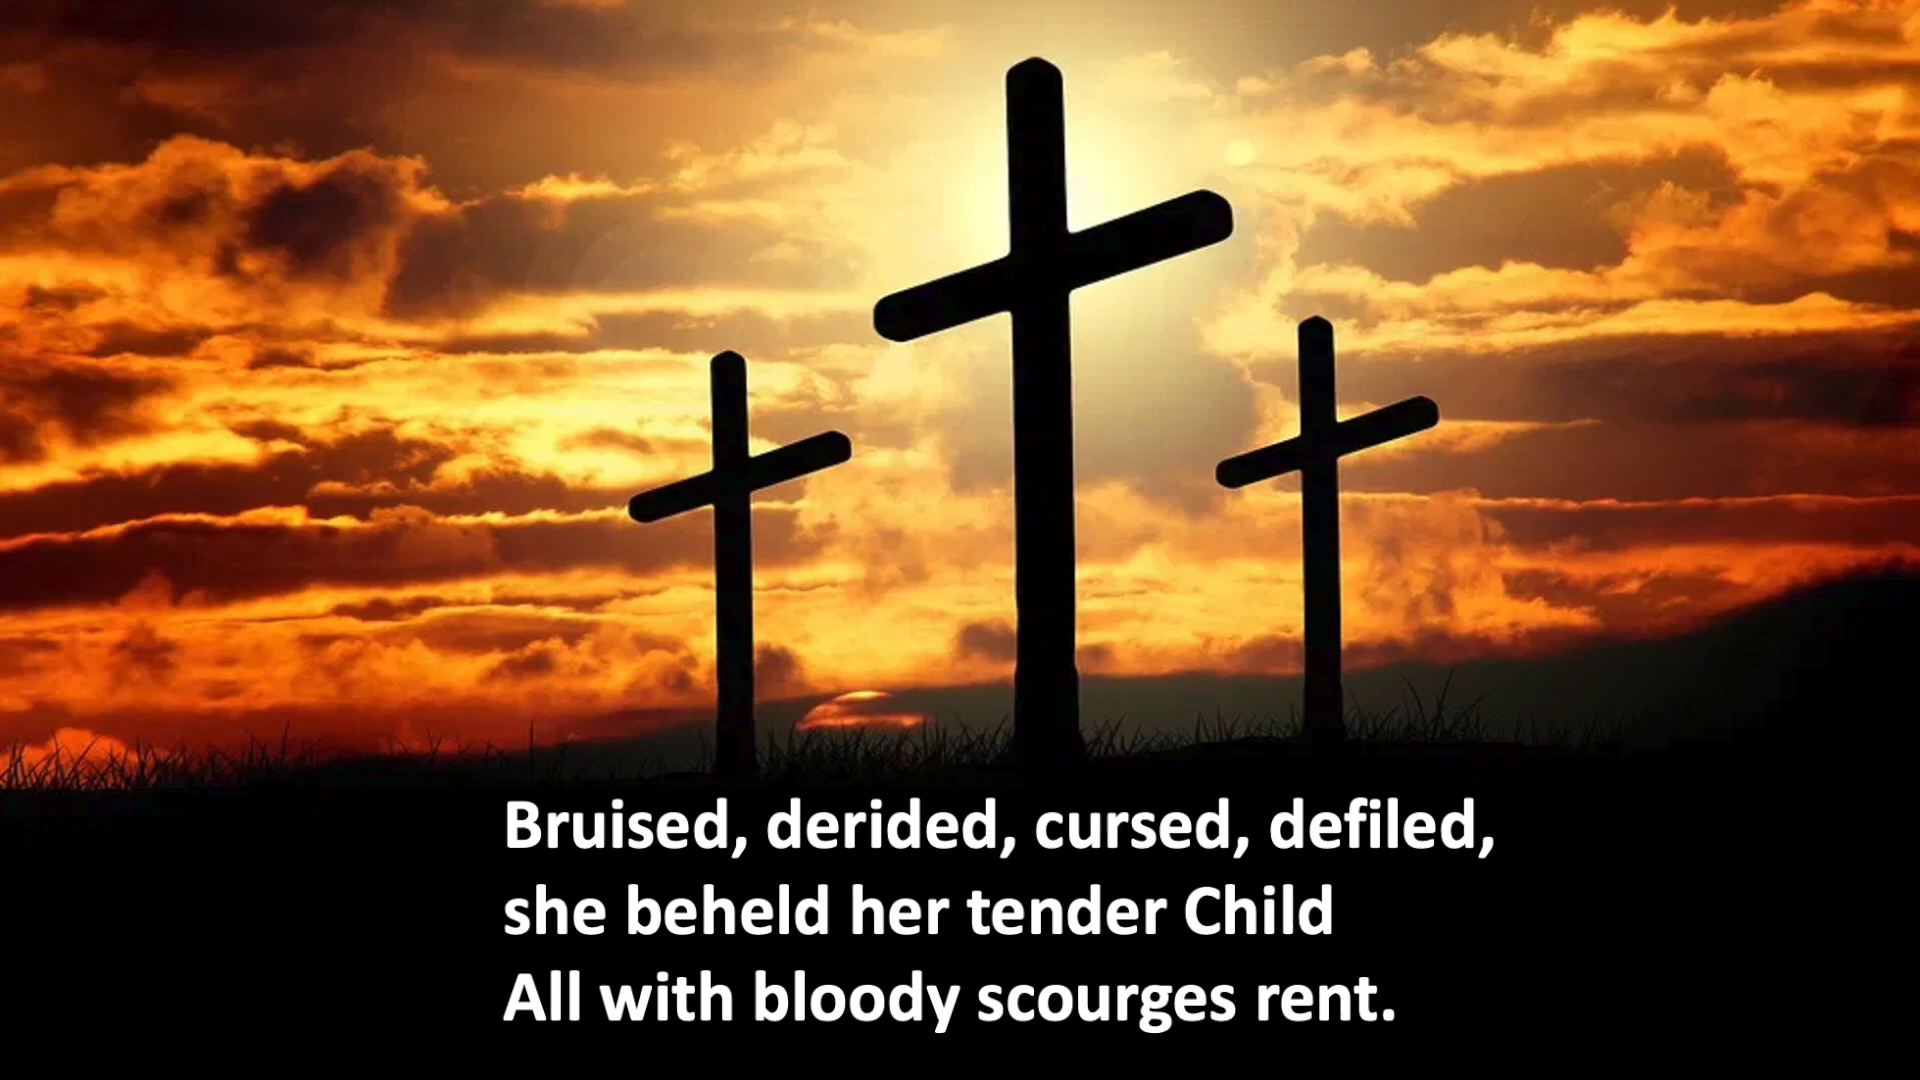 Bruised, derided, cursed, defiled,
she beheld her tender Child
All with bloody scourges rent.